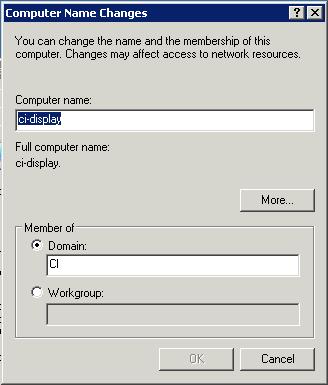 Computer Name Changes
You can change the name and the membership of this
computer. Changes may affect access to network resources.
Computer name:
ci-display
Full computer name:
ci-display.
More...
Member of
Domain:
CI
Workgroup:
OK
Cancel